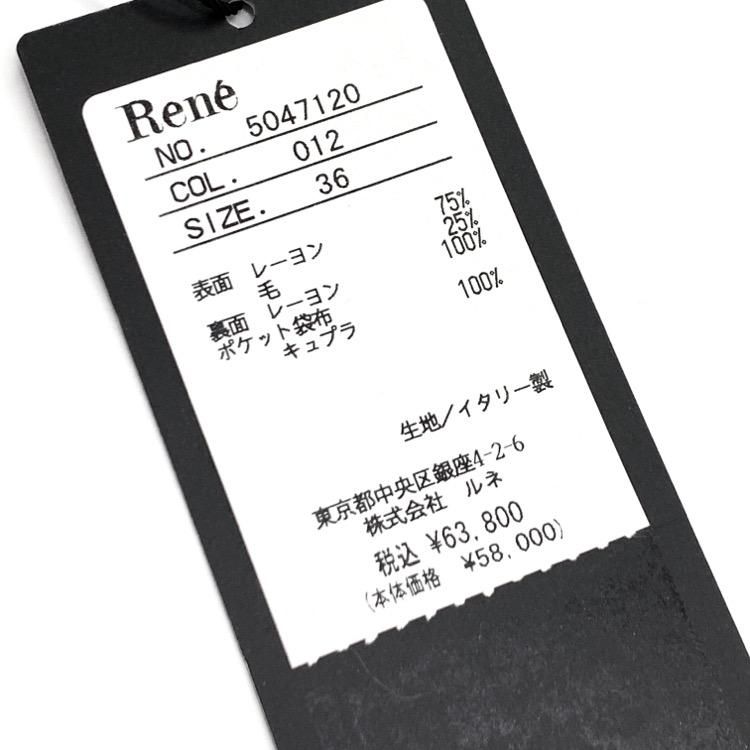 René
NO. 5047120
COL. 012
SIZE. 36
表面 レーヨン 75%
毛 25%
裏面 レーヨン 100%
ポケット袋布
キュプラ 100%
生地/イタリー製
東京都中央区銀座4-2-6
株式会社 ルネ
税込 ¥63,800
(本体価格 ¥58,000)